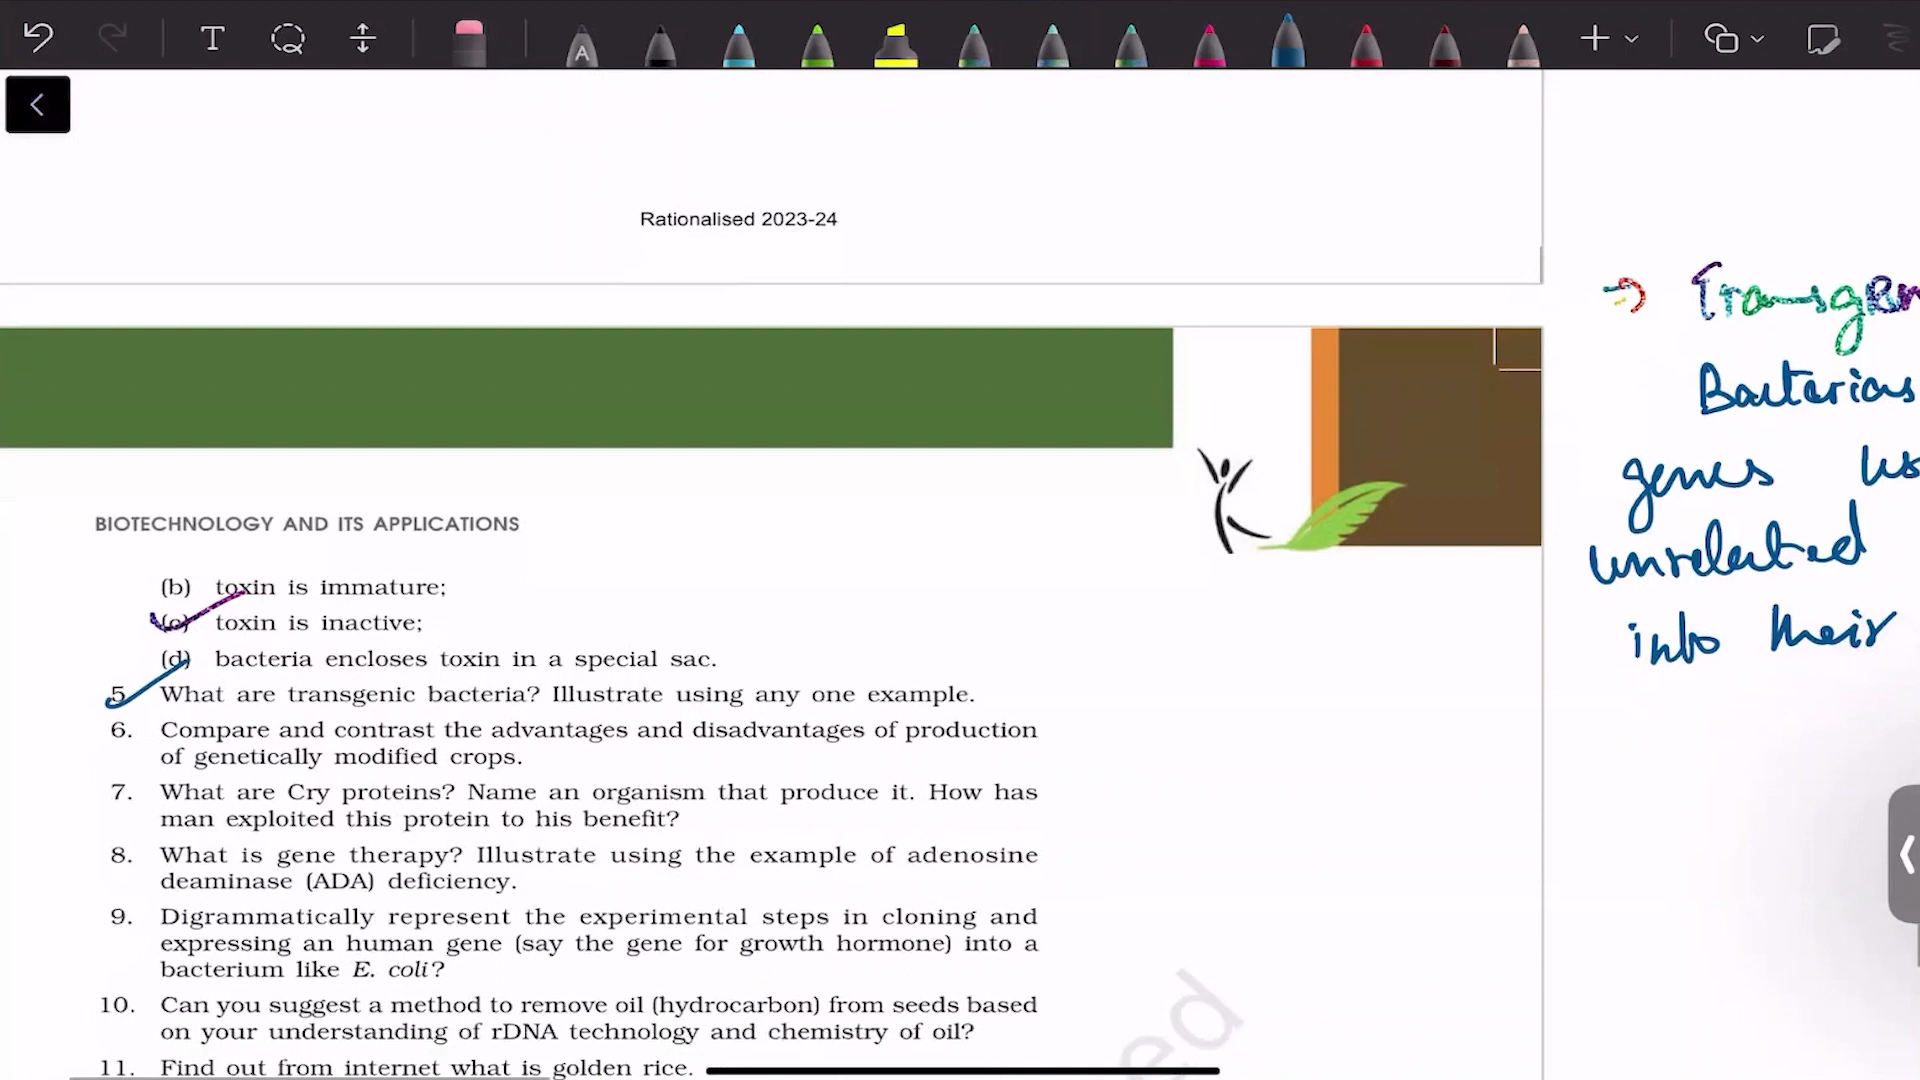 Rationalised 2023-24
BIOTECHNOLOGY AND ITS APPLICATIONS
(b) toxin is immature;
(c) toxin is inactive;
(d) bacteria encloses toxin in a special sac.
5. What are transgenic bacteria? Illustrate using any one example.
6. Compare and contrast the advantages and disadvantages of production
of genetically modified crops.
7. What are Cry proteins? Name an organism that produce it. How has
man exploited this protein to his benefit?
8. What is gene therapy? Illustrate using the example of adenosine
deaminase (ADA) deficiency.
9. Digrammatically represent the experimental steps in cloning and
expressing an human gene (say the gene for growth hormone) into a
bacterium like E. coli?
10. Can you suggest a method to remove oil (hydrocarbon) from seeds based
on your understanding of rDNA technology and chemistry of oil?
11. Find out from internet what is golden rice.
ed
→ Transgen
Bacterias
genes
unrelated
into their
T
A